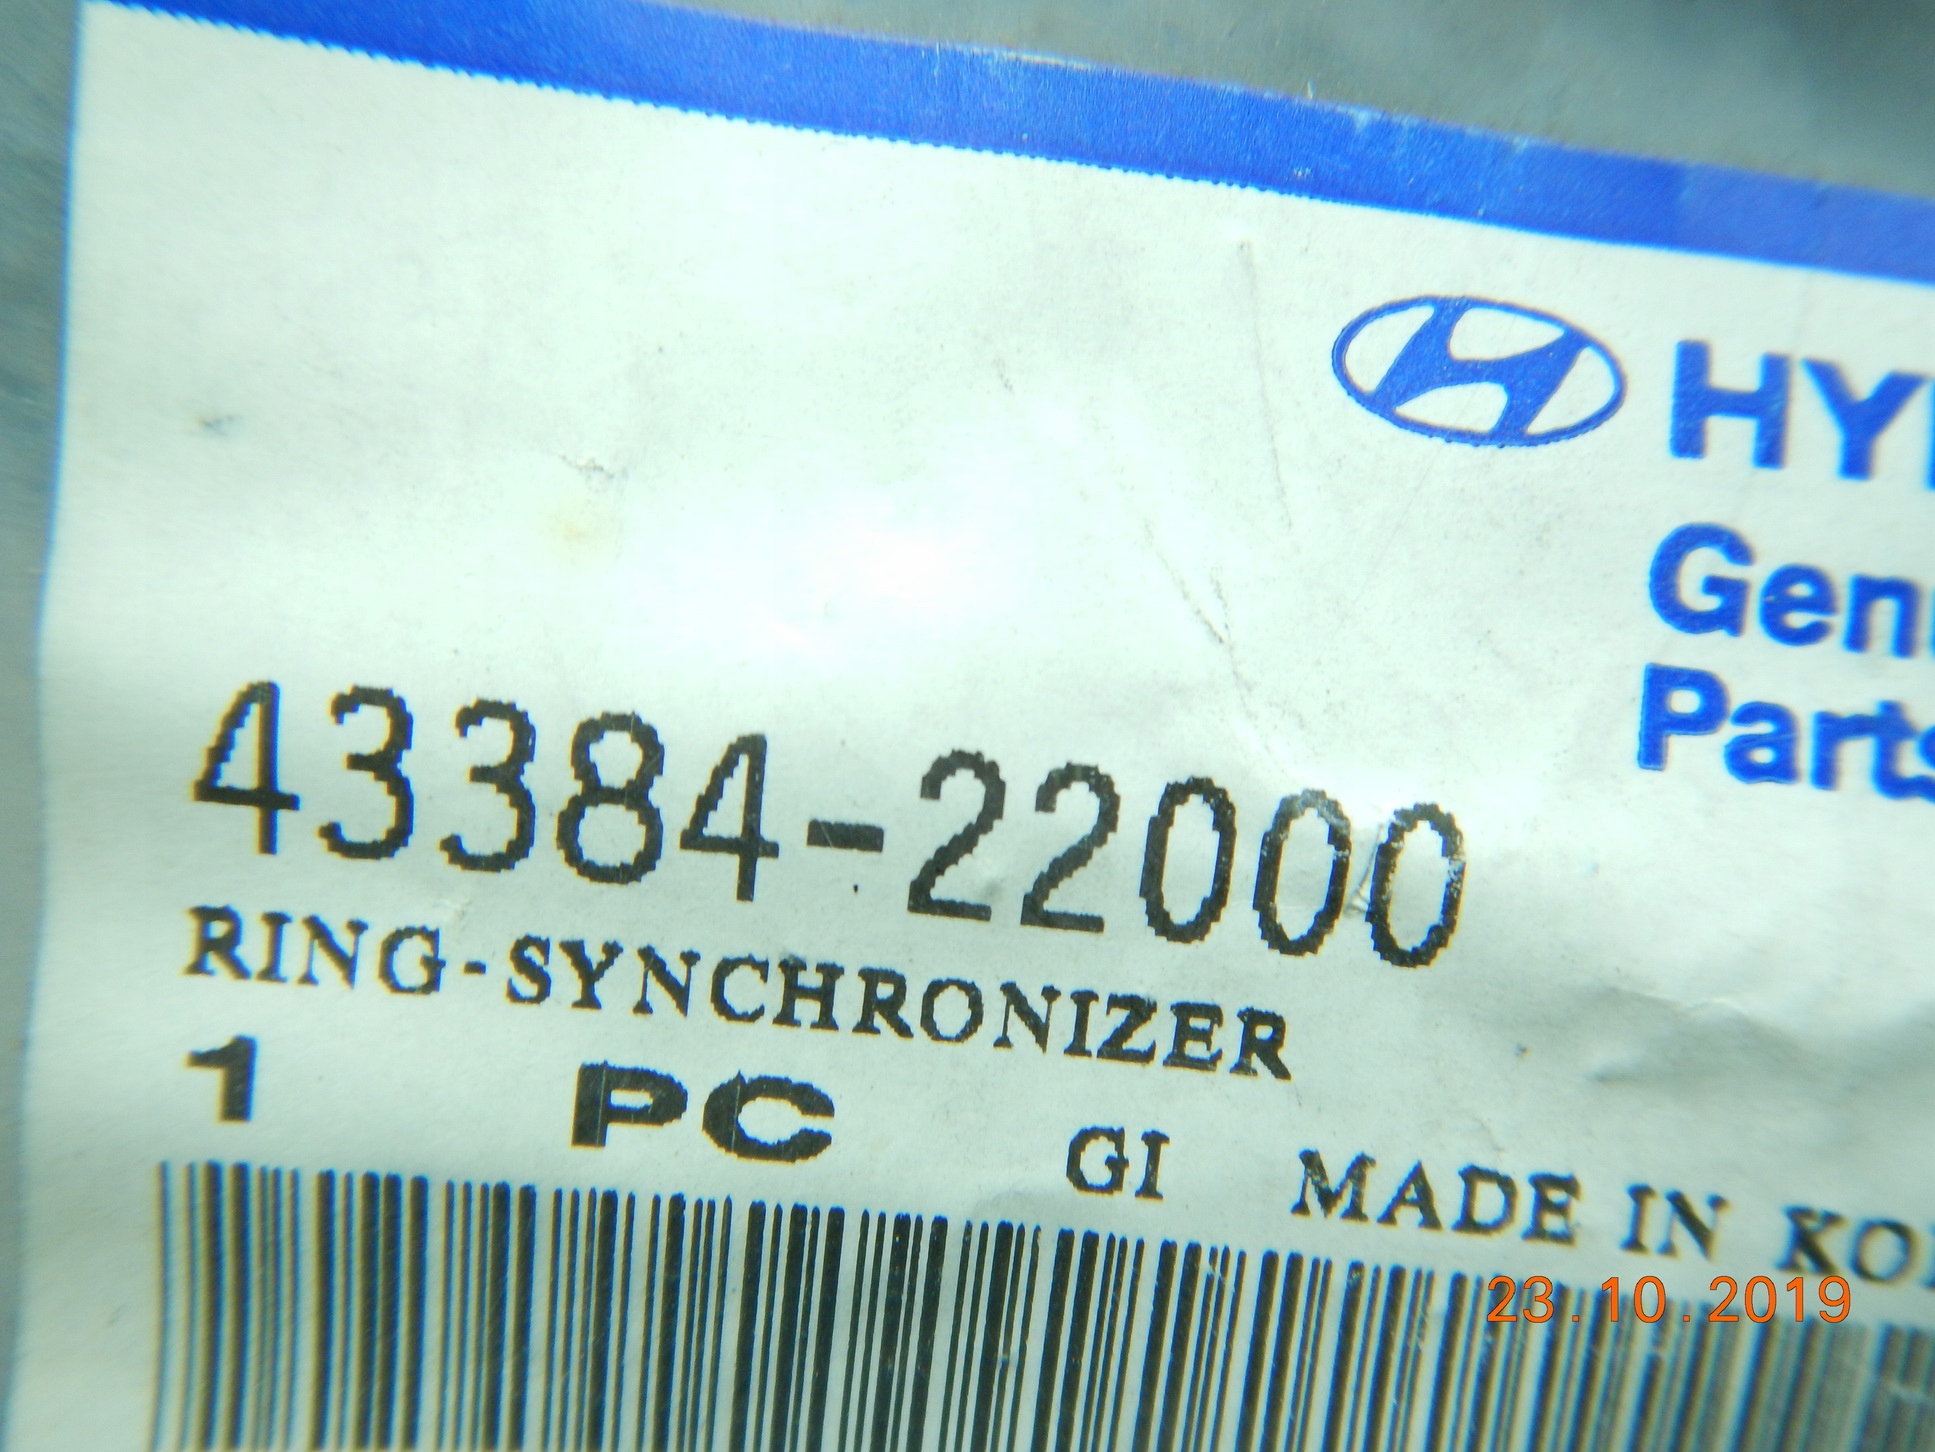 HY
Gen
Parts
43384-22000
RING-SYNCHRONIZER
1 PC GI MADE IN KO
23.10.2019